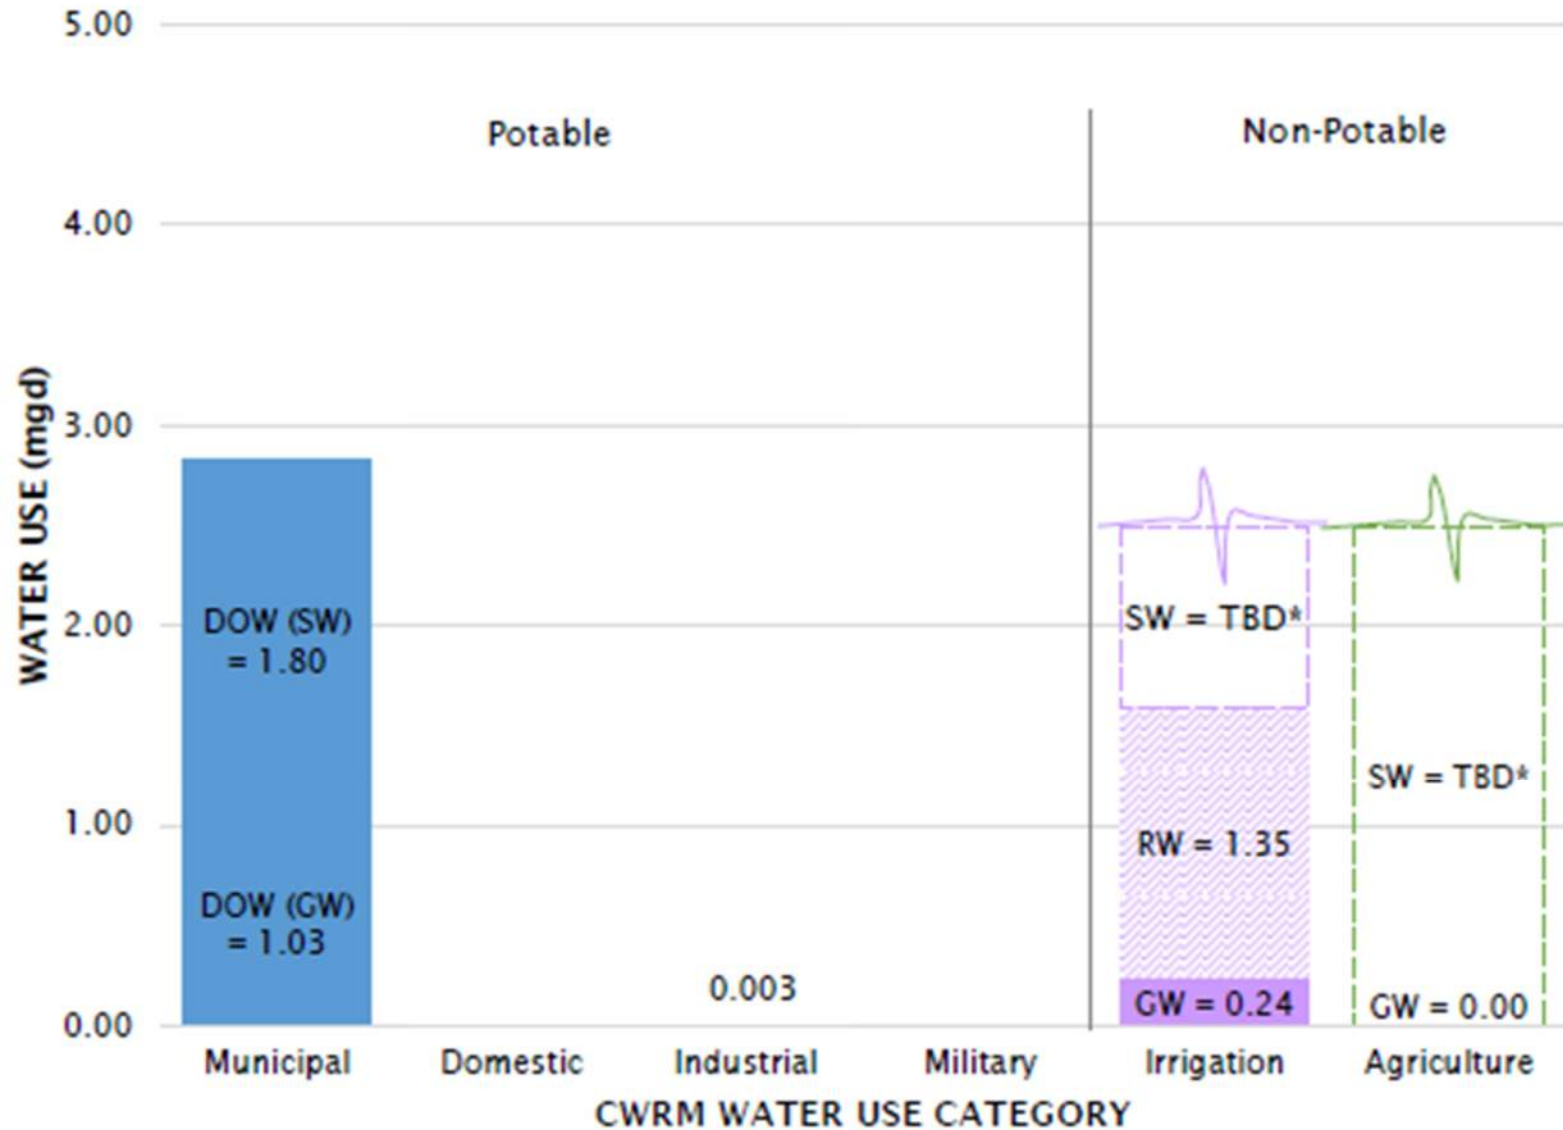 5.00
Potable
Non-Potable
4.00
WATER USE (mgd)
3.00
2.00
DOW (SW)
= 1.80
SW = TBD*
SW = TBD*
1.00
RW = 1.35
DOW (GW)
= 1.03
0.003
GW = 0.24
GW = 0.00
0.00
Municipal
Domestic
Industrial
Military
Irrigation
Agriculture
CWRM WATER USE CATEGORY